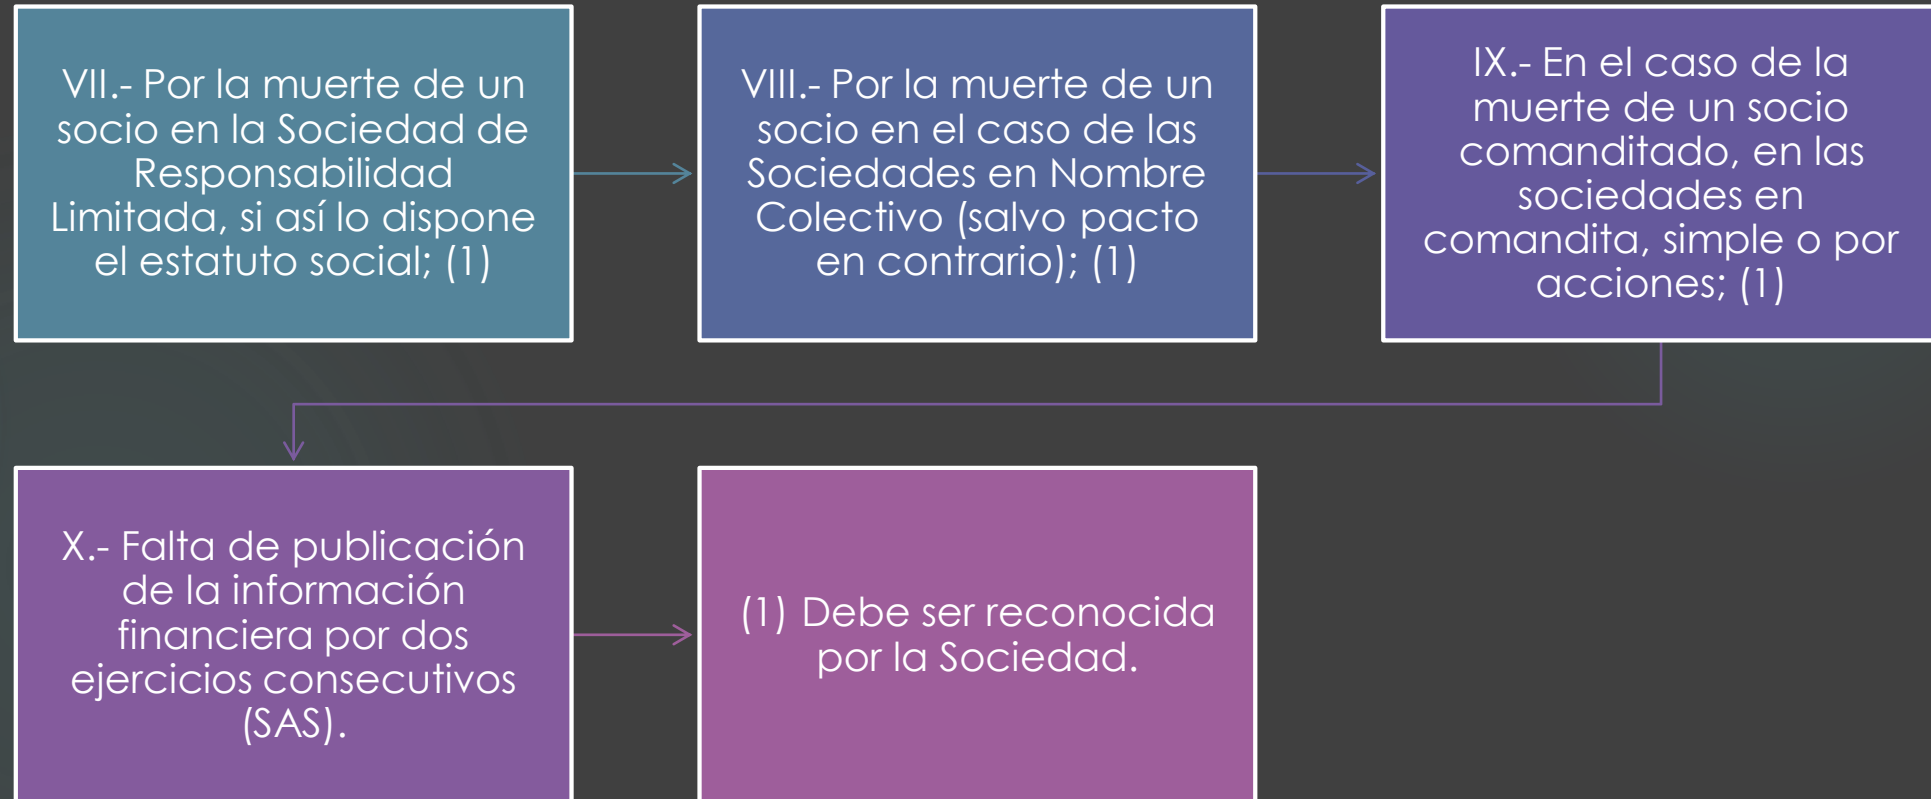 VII.- Por la muerte de un
socio en la Sociedad de
Responsabilidad
Limitada, si así lo dispone
el estatuto social; (1)
VIII.- Por la muerte de un
socio en el caso de las
Sociedades en Nombre
Colectivo (salvo pacto
en contrario); (1)
IX.- En el caso de la
muerte de un socio
comanditado, en las
sociedades en
comandita, simple o por
acciones; (1)
X.- Falta de publicación
de la información
financiera por dos
ejercicios consecutivos
(SAS).
(1) Debe ser reconocida
por la Sociedad.